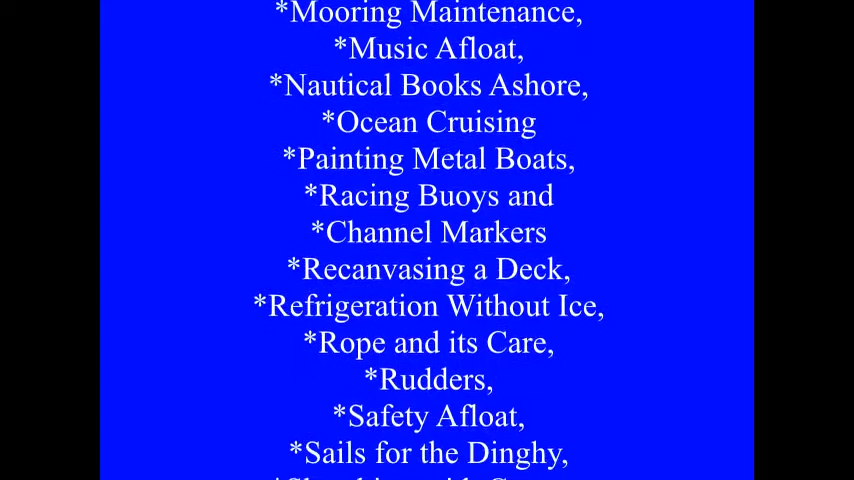 *Mooring Maintenance,
*Music Afloat,
*Nautical Books Ashore,
*Ocean Cruising
*Painting Metal Boats,
*Racing Buoys and
*Channel Markers
*Recanvasing a Deck,
*Refrigeration Without Ice,
*Rope and its Care,
*Rudders,
*Safety Afloat,
*Sails for the Dinghy,